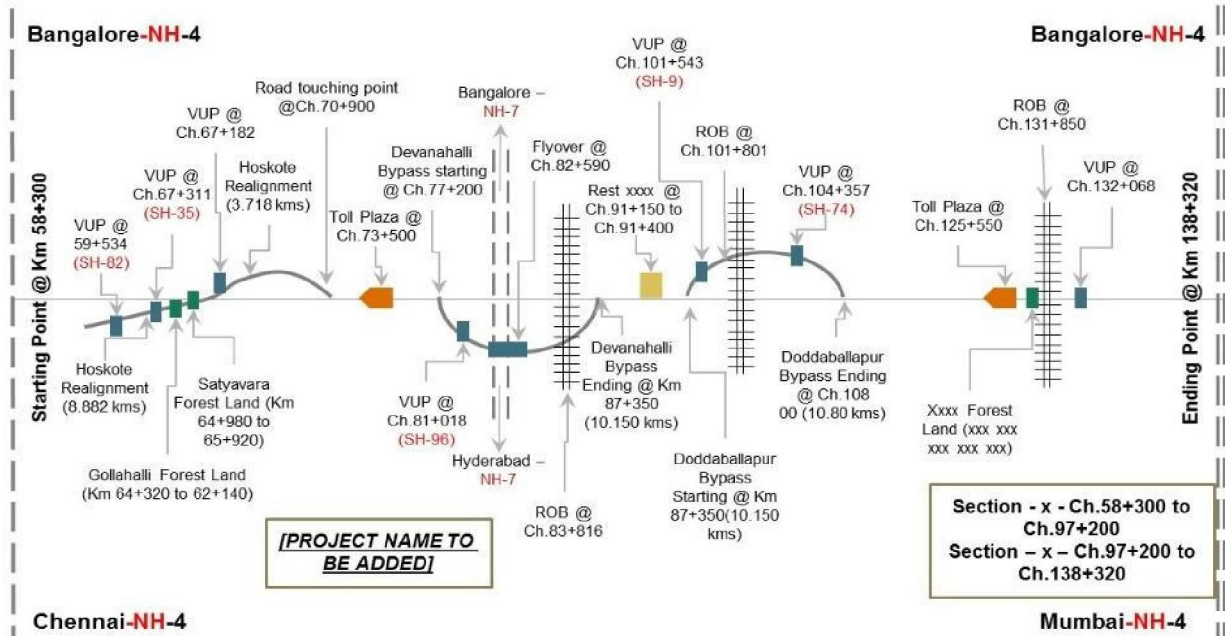 Bangalore-NH-4
Bangalore-NH-4
Starting Point @ Km 58+300
VUP @
59+534
(SH-82)
VUP @
Ch.67+311
(SH-35)
VUP @
Ch.67+182
Hoskote
Realignment
(3.718 kms)
Road touching point
@Ch.70+900
Toll Plaza @
Ch.73+500
Devanahalli
Bypass starting
@ Ch.77+200
Bangalore –
NH-7
Flyover @
Ch.82+590
Rest xxxx @
Ch.91+150 to
Ch.91+400
VUP @
Ch.101+543
(SH-9)
ROB @
Ch.101+801
VUP @
Ch.104+357
(SH-74)
Toll Plaza @
Ch.125+550
ROB @
Ch.131+850
VUP @
Ch.132+068
Ending Point @ Km 138+320
Hoskote
Realignment
(8.882 kms)
Gollahalli Forest Land
(Km 64+320 to 62+140)
Satyavara
Forest Land (Km
64+980 to
65+920)
VUP @
Ch.81+018
(SH-96)
Hyderabad –
NH-7
ROB @
Ch.83+816
Devanahalli
Bypass
Ending @ Km
87+350
(10.150 kms)
Doddaballapur
Bypass
Starting @ Km
87+350(10.150
kms)
Doddaballapur
Bypass Ending
@ Ch.108
00 (10.80 kms)
Xxxx Forest
Land (xxx xxx
xxx xxx xxx)
[PROJECT NAME TO
BE ADDED]
Section - x - Ch.58+300 to
Ch.97+200
Section – x – Ch.97+200 to
Ch.138+320
Chennai-NH-4
Mumbai-NH-4